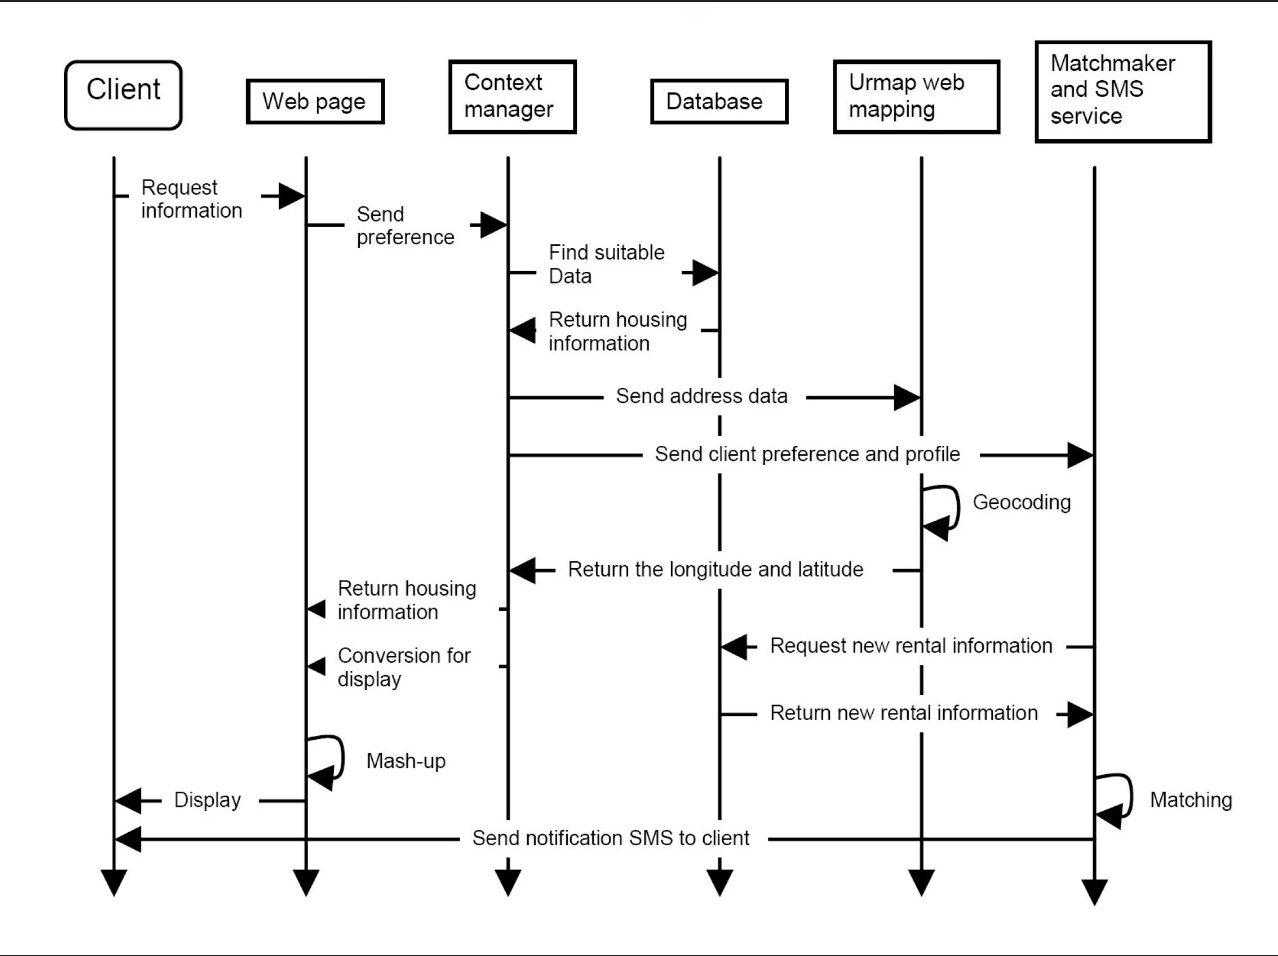 Client
Web page
Context
manager
Database
Urmap web
mapping
Matchmaker
and SMS
service
Request
information
Send
preference
Find suitable
Data
Return housing
information
Send address data
Send client preference and profile
Geocoding
Return the longitude and latitude
Return housing
information
Request new rental information
Conversion for
display
Return new rental information
Mash-up
Display
Matching
Send notification SMS to client